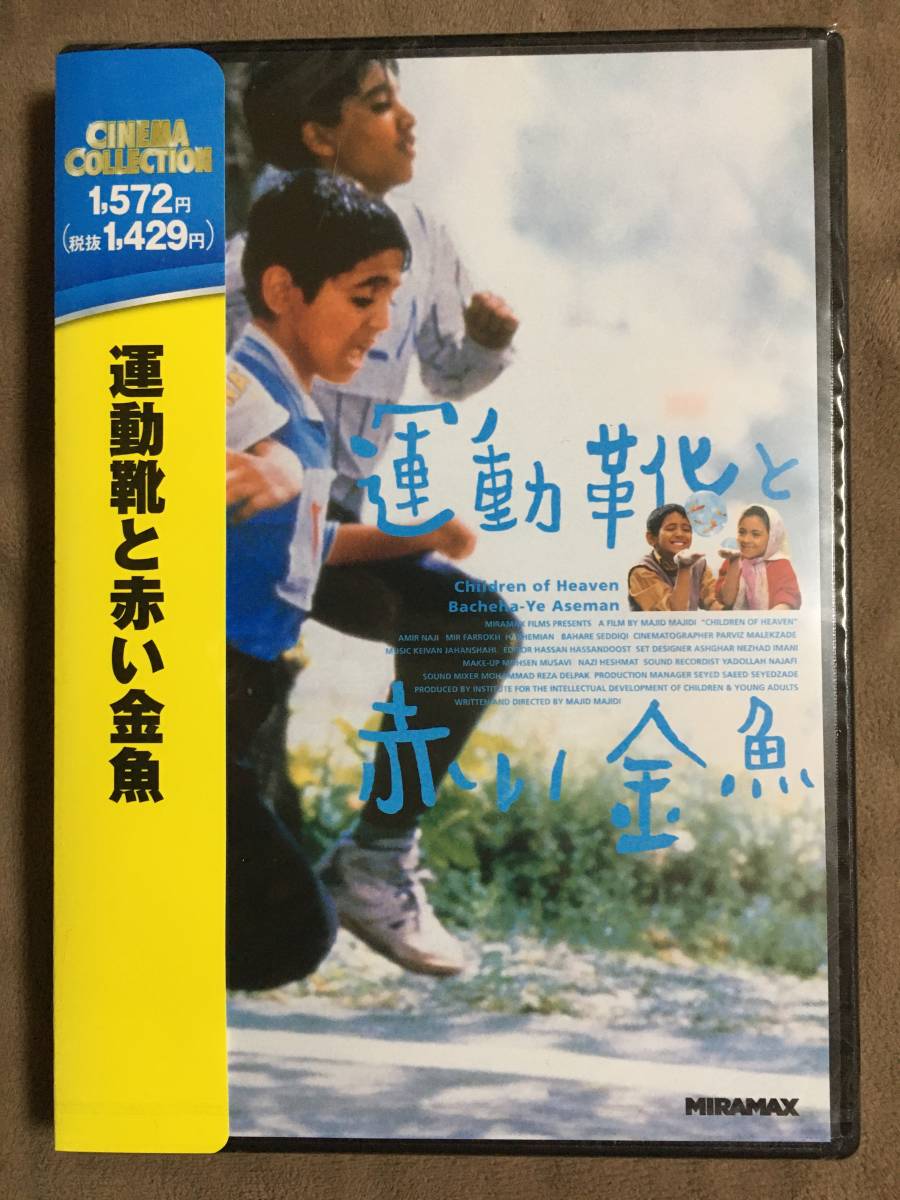 CINEMA
COLLECTION
1,572円
(税抜1,429円)
運動靴と赤い金魚
運動靴と
Children of Heaven
Bacheha-Ye Aseman
MIRAMAX FILMS PRESENTS A FILM BY MAJID MAJIDI "CHILDREN OF HEAVEN"
AMIR NAJI MIR FARROKH HASHEMIAN BAHARE SEDDIQI CINEMATOGRAPHER PARVIZ MALEKZADE
MUSIC KEIVAN JAHANSHAHI EDITOR HASSAN HASSANDOOST SET DESIGNER ASHGHAR NEZHAD IMANI
MAKE-UP MOHSEN MUSAVI NAZI HESHMAT SOUND RECORDIST YADOLLAH NAJAFI
SOUND MIXER MOHAMMAD REZA DELPAK PRODUCTION MANAGER SEYED SAEED SEYEDZADE
PRODUCED BY INSTITUTE FOR THE INTELLECTUAL DEVELOPMENT OF CHILDREN & YOUNG ADULTS
WRITTEN AND DIRECTED BY MAJID MAJIDI
赤い金魚
MIRAMAX